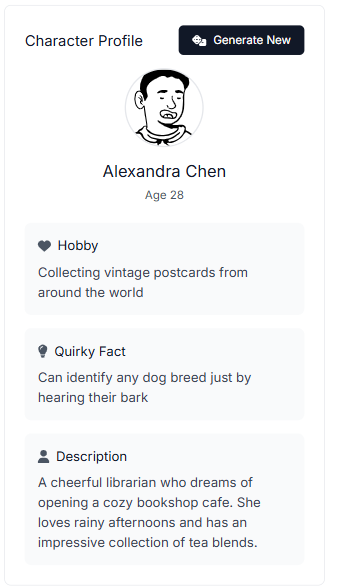 Character Profile
Generate New
Alexandra Chen
Age 28
Hobby
Collecting vintage postcards from
around the world
Quirky Fact
Can identify any dog breed just by
hearing their bark
Description
A cheerful librarian who dreams of
opening a cozy bookshop cafe. She
loves rainy afternoons and has an
impressive collection of tea blends.